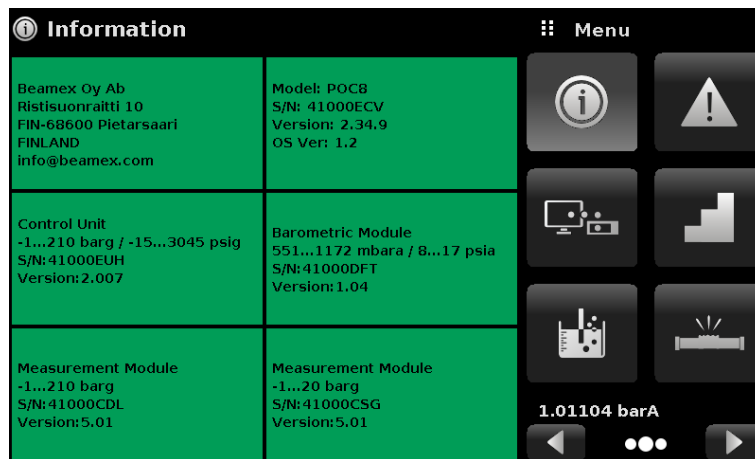 Information
Beamex Oy Ab
Ristisuonraitti 10
FIN-68600 Pietarsaari
FINLAND
info@beamex.com
Model: POC8
S/N: 41000ECV
Version: 2.34.9
OS Ver: 1.2
Control Unit
-1...210 barg / -15...3045 psig
S/N:41000EUH
Version:2.007
Barometric Module
551...1172 mbara / 8...17 psia
S/N:41000DFT
Version:1.04
Measurement Module
-1...210 barg
S/N:41000CDL
Version:5.01
Measurement Module
-1...20 barg
S/N:41000CSG
Version:5.01
Menu
1.01104 barA